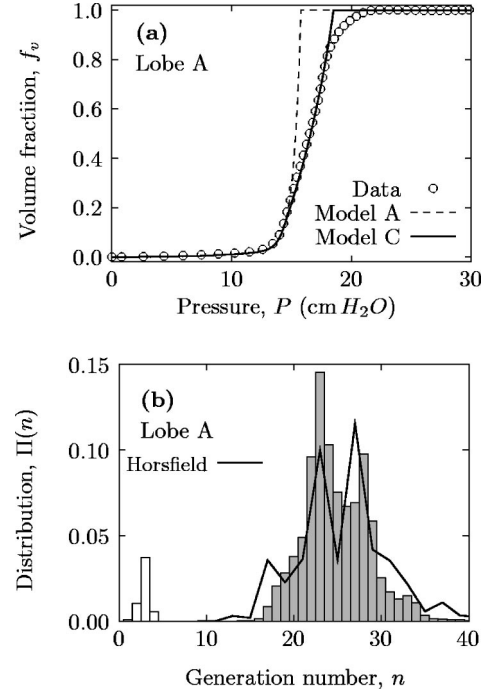 1.0
(a)
Lobe A
0.8
0.6
0.4
0.2
0.0
Volume fractiion, f_v
Data
Model A
Model C
0 10 20 30
Pressure, P (cm H₂O)
0.15
(b)
Lobe A
Horsfield
0.10
0.05
0.00
Distribution, Π(n)
0 10 20 30 40
Generation number, n